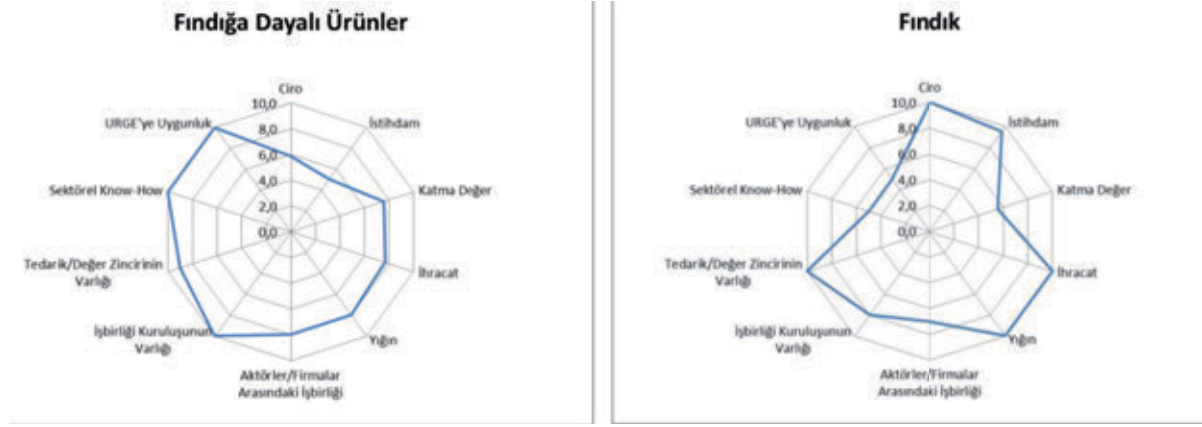 Fındığa Dayalı Ürünler
Ciro
10,0
8,0
6,0
4,0
2,0
0,0
İstihdam
Katma Değer
İhracat
Yığın
Aktörler/Firmalar
Arasındaki İşbirliği
İşbirliği Kuruluşunun
Varlığı
Tedarik/Değer Zincirinin
Varlığı
Sektörel Know-How
URGE'ye Uygunluk
Fındık
Ciro
10,0
8,0
6,0
4,0
2,0
0,0
İstihdam
Katma Değer
İhracat
Yığın
Aktörler/Firmalar
Arasındaki İşbirliği
İşbirliği Kuruluşunun
Varlığı
Tedarik/Değer Zincirinin
Varlığı
Sektörel Know-How
URGE'ye Uygunluk